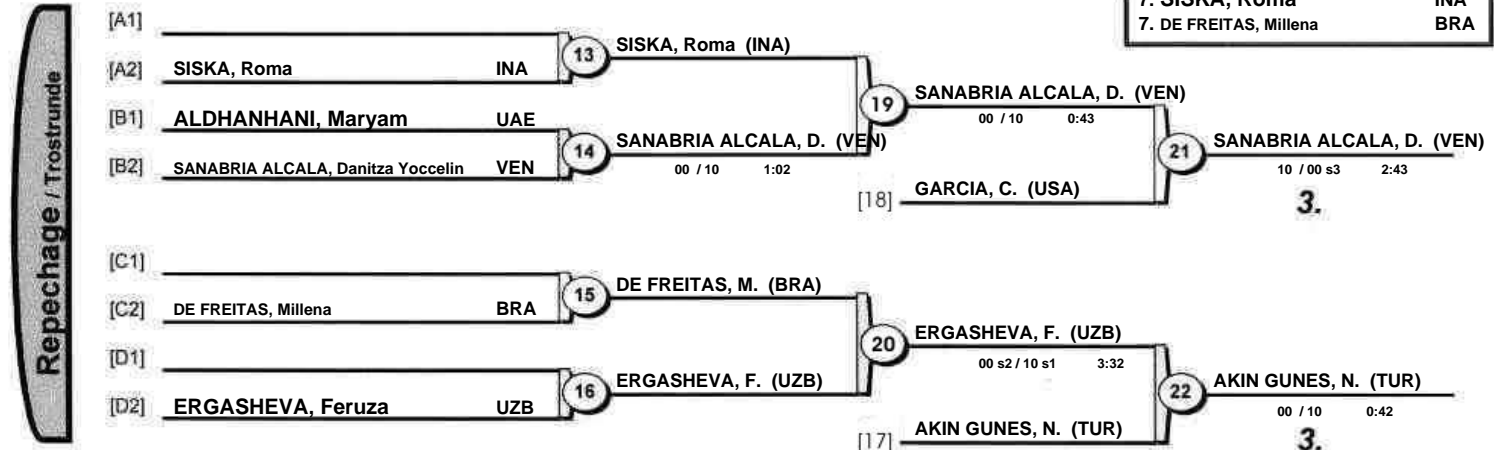 7. SISKA, Roma INA
7. DE FREITAS, Millena BRA
Repechage / Trostrunde
[A1]
[A2] SISKA, Roma INA
13 SISKA, Roma (INA)
[B1] ALDHANHANI, Maryam UAE
[B2] SANABRIA ALCALA, Danitza Yoccelin VEN
14 SANABRIA ALCALA, D. (VEN)
00 / 10 1:02
19 SANABRIA ALCALA, D. (VEN)
00 / 10 0:43
[18] GARCIA, C. (USA)
21 SANABRIA ALCALA, D. (VEN)
10 / 00 s3 2:43
3.
[C1]
[C2] DE FREITAS, Millena BRA
15 DE FREITAS, M. (BRA)
[D1]
[D2] ERGASHEVA, Feruza UZB
16 ERGASHEVA, F. (UZB)
20 ERGASHEVA, F. (UZB)
00 s2 / 10 s1 3:32
[17] AKIN GUNES, N. (TUR)
22 AKIN GUNES, N. (TUR)
00 / 10 0:42
3.